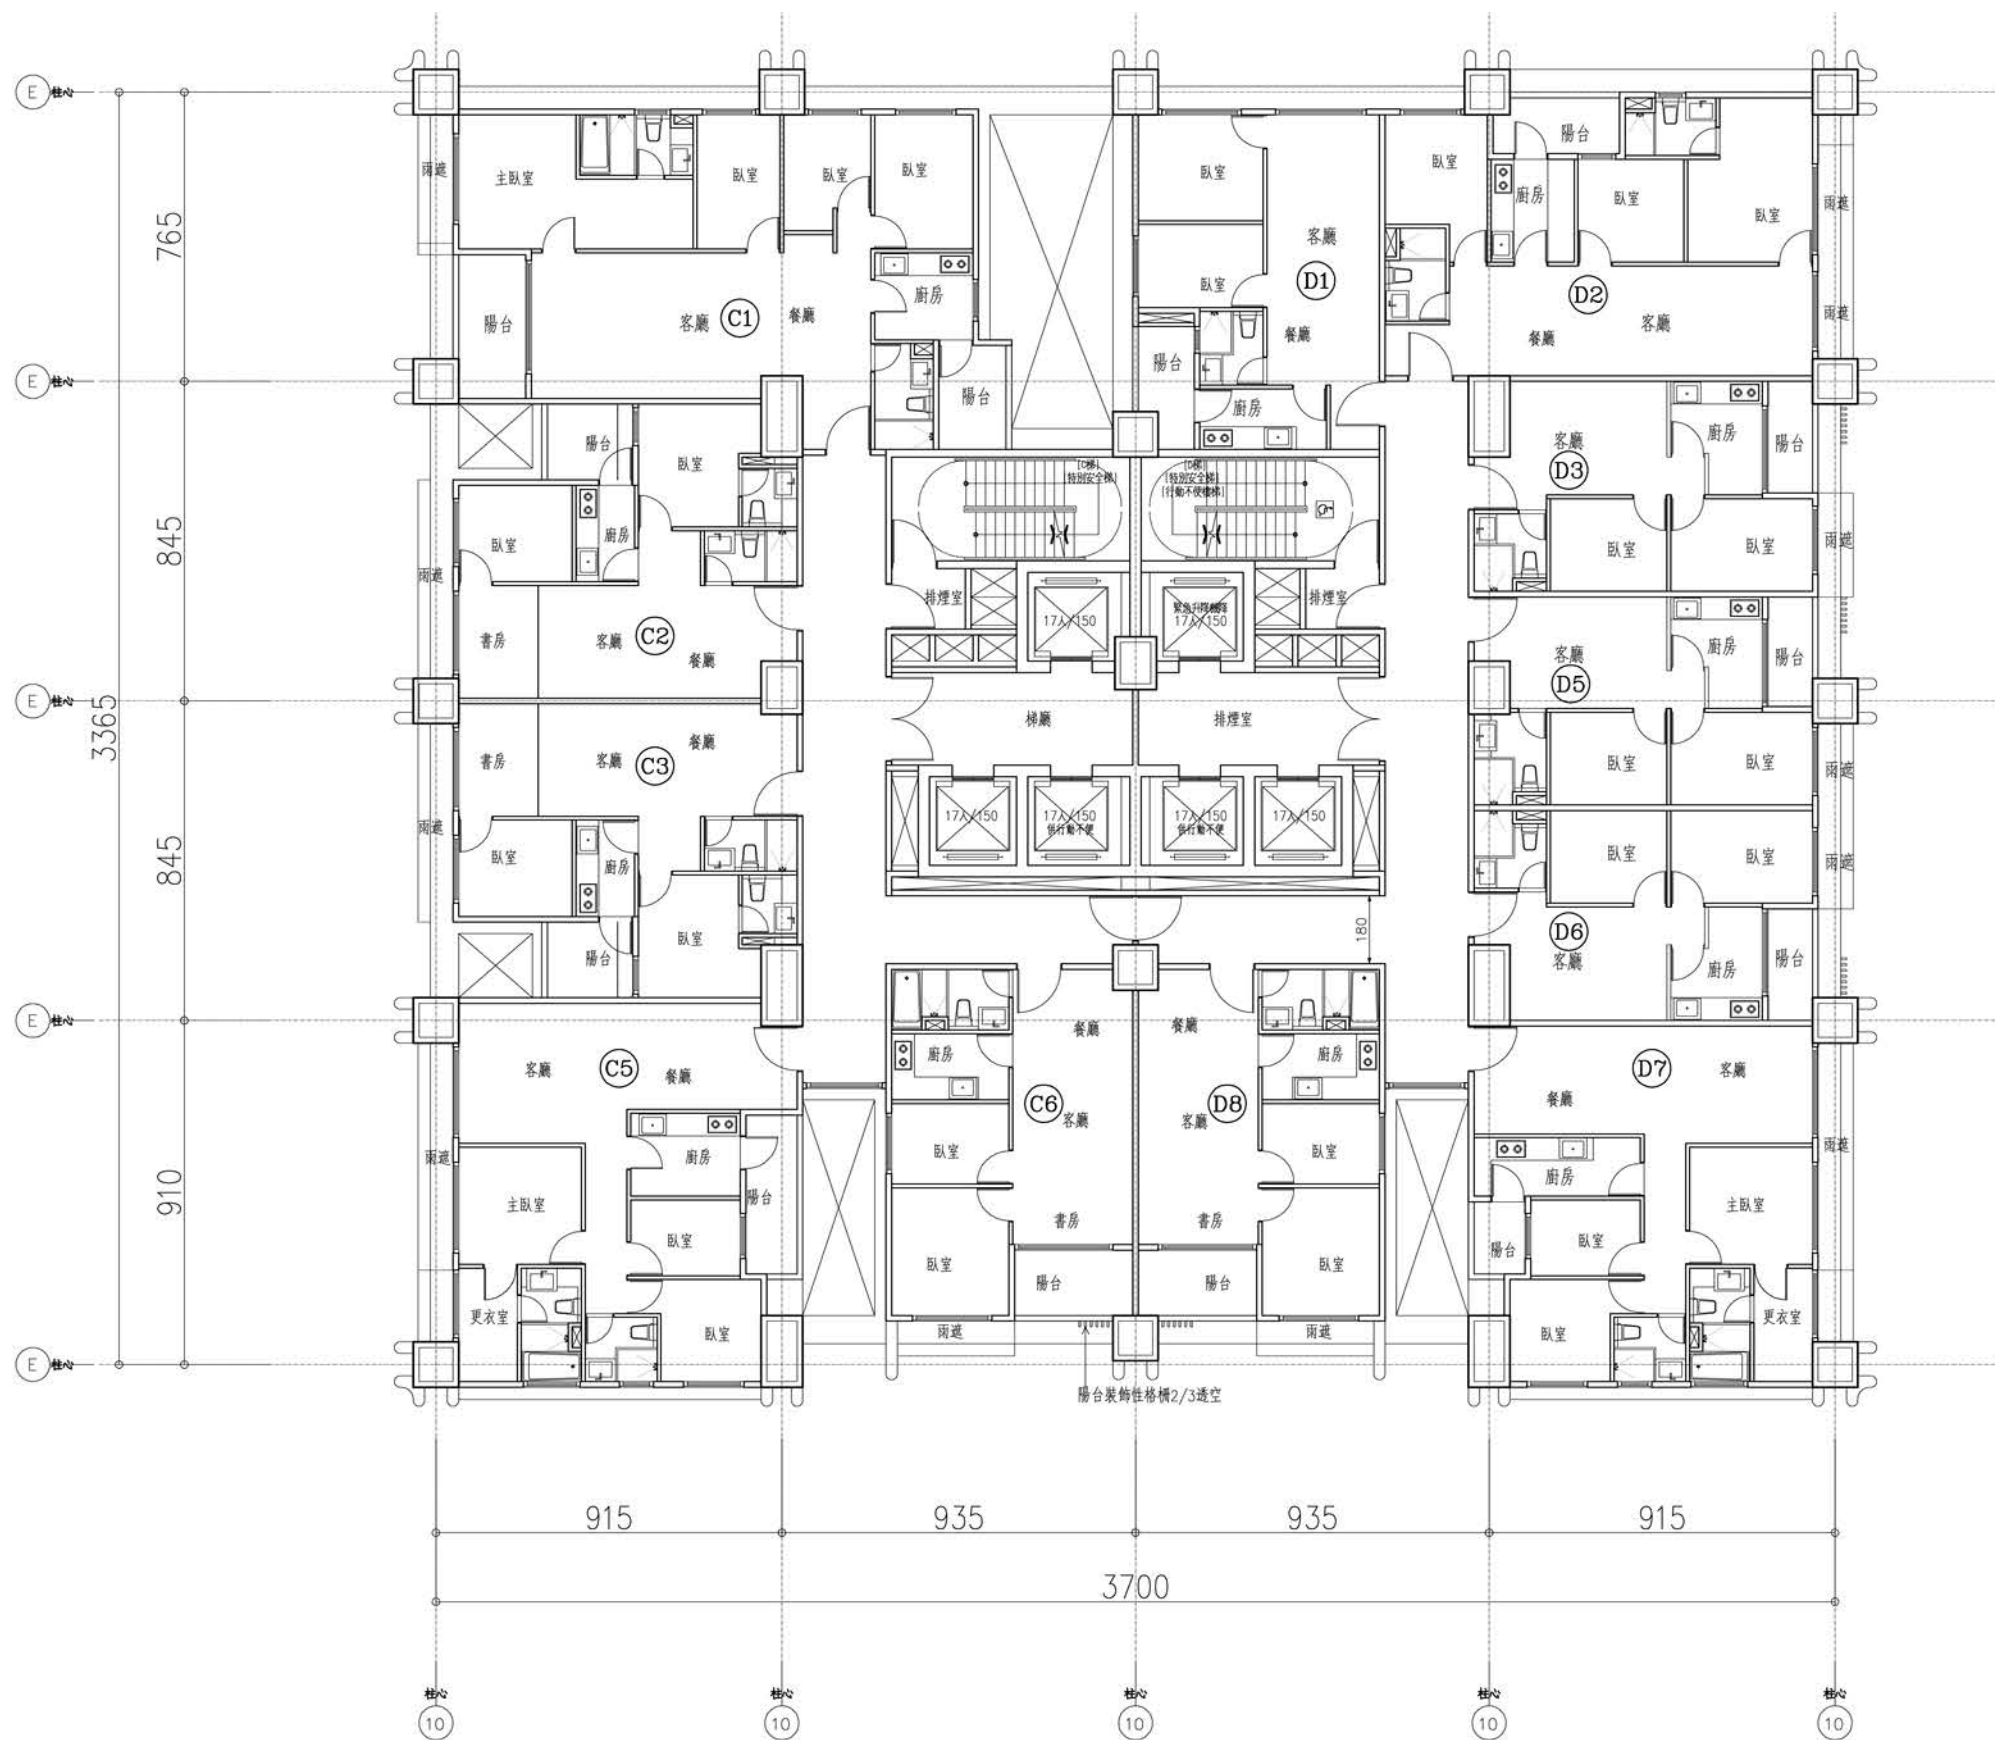 E 柱心
主臥室
臥室
臥室
臥室
雨遮
臥室
臥室
陽台
廚房
臥室
臥室
雨遮
765
客廳
D1
D2
陽台
客廳
C1
餐廳
廚房
臥室
陽台
餐廳
餐廳
客廳
雨遮
E 柱心
陽台
廚房
客廳
D3
廚房
陽台
陽台
臥室
[C梯]
[特別安全梯]
[D梯]
[特別安全梯]
[行動不便樓梯]
845
臥室
廚房
臥室
臥室
雨遮
雨遮
排煙室
17人/150
緊急升降機
17人/150
排煙室
書房
客廳
C2
餐廳
客廳
D5
廚房
陽台
E 柱心
3365
梯廳
排煙室
書房
客廳
C3
餐廳
臥室
臥室
雨遮
雨遮
17人/150
17人/150
供行動不便
17人/150
供行動不便
17人/150
845
臥室
廚房
臥室
臥室
雨遮
陽台
臥室
180
D6
客廳
廚房
陽台
E 柱心
客廳
C5
餐廳
廚房
餐廳
餐廳
廚房
D7
客廳
餐廳
C6
客廳
D8
客廳
雨遮
廚房
臥室
臥室
廚房
雨遮
910
主臥室
陽台
臥室
書房
書房
陽台
臥室
主臥室
臥室
陽台
陽台
臥室
更衣室
臥室
雨遮
雨遮
臥室
更衣室
E 柱心
陽台裝飾性格柵2/3透空
915
935
935
915
3700
柱心
柱心
柱心
柱心
柱心
10
10
10
10
10